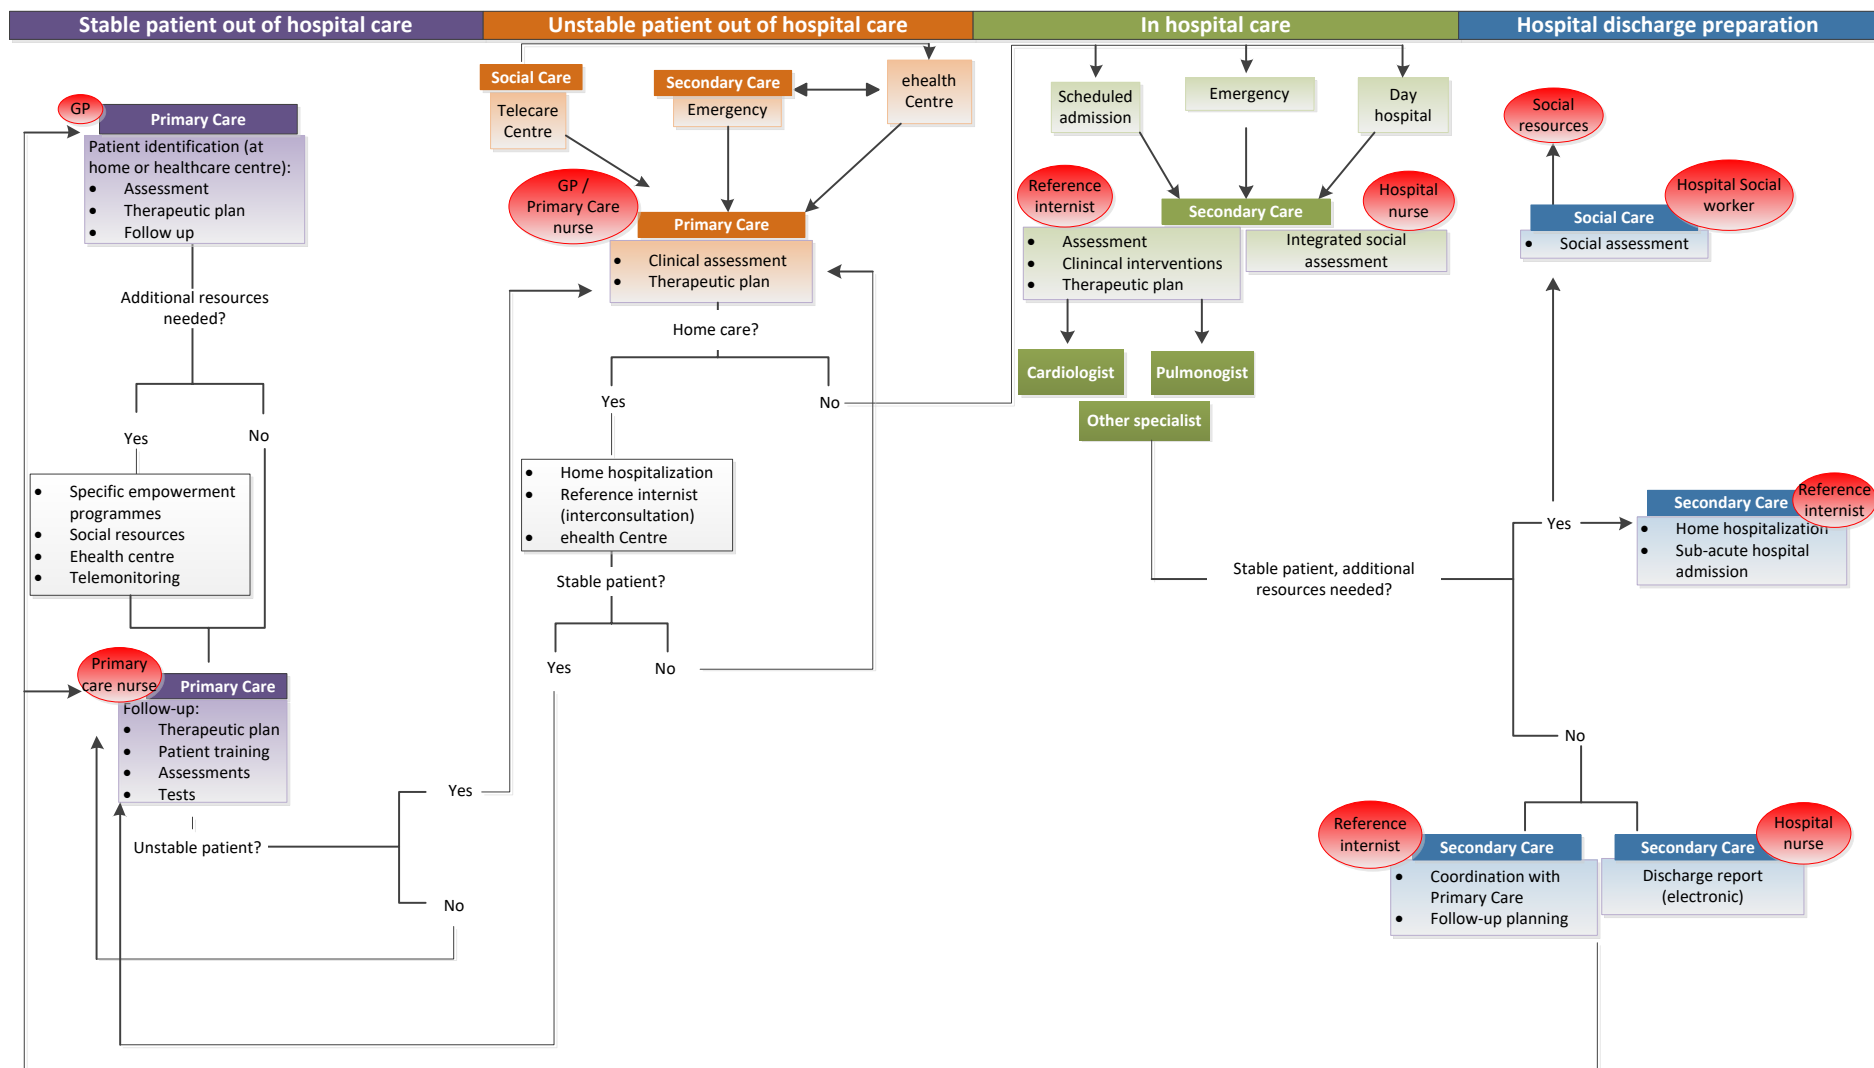 Stable patient out of hospital care
Unstable patient out of hospital care
In hospital care
Hospital discharge preparation
GP
Primary Care
Patient identification (at
home or healthcare centre):
• Assessment
• Therapeutic plan
• Follow up
Additional resources
needed?
Yes
No
• Specific empowerment
programmes
• Social resources
• Ehealth centre
• Telemonitoring
Primary
care nurse
Primary Care
Follow-up:
• Therapeutic plan
• Patient training
• Assessments
• Tests
Unstable patient?
Yes
No
Social Care
Telecare
Centre
Secondary Care
Emergency
ehealth
Centre
GP /
Primary Care
nurse
Primary Care
• Clinical assessment
• Therapeutic plan
Home care?
Yes
No
• Home hospitalization
• Reference internist
(interconsultation)
• ehealth Centre
Stable patient?
Yes
No
Scheduled
admission
Emergency
Day
hospital
Reference
internist
Hospital
nurse
Secondary Care
• Assessment
• Clinincal interventions
• Therapeutic plan
Integrated social
assessment
Cardiologist
Pulmonogist
Other specialist
Stable patient, additional
resources needed?
Social
resources
Hospital Social
worker
Social Care
• Social assessment
Yes
Reference
internist
Secondary Care
• Home hospitalization
• Sub-acute hospital
admission
No
Reference
internist
Secondary Care
• Coordination with
Primary Care
• Follow-up planning
Hospital
nurse
Secondary Care
Discharge report
(electronic)